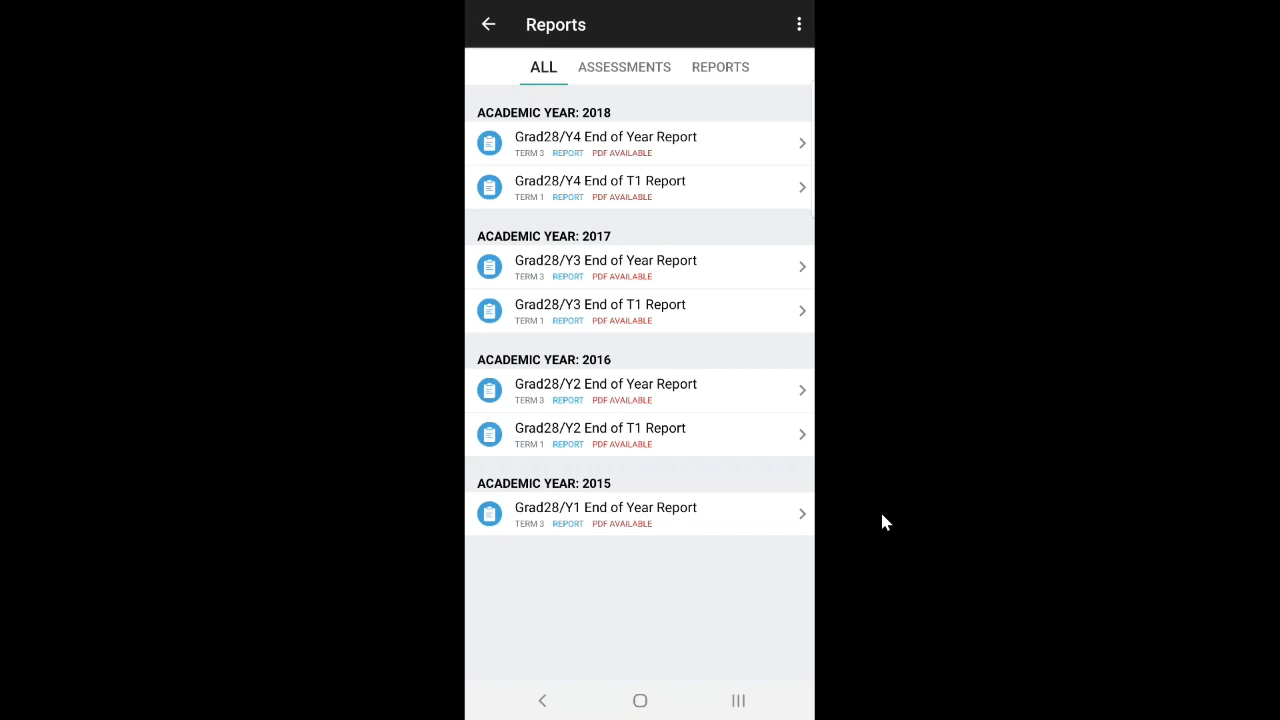 Reports
ALL ASSESSMENTS REPORTS
ACADEMIC YEAR: 2018
Grad28/Y4 End of Year Report
TERM 3 REPORT PDF AVAILABLE
Grad28/Y4 End of T1 Report
TERM 1 REPORT PDF AVAILABLE
ACADEMIC YEAR: 2017
Grad28/Y3 End of Year Report
TERM 3 REPORT PDF AVAILABLE
Grad28/Y3 End of T1 Report
TERM 1 REPORT PDF AVAILABLE
ACADEMIC YEAR: 2016
Grad28/Y2 End of Year Report
TERM 3 REPORT PDF AVAILABLE
Grad28/Y2 End of T1 Report
TERM 1 REPORT PDF AVAILABLE
ACADEMIC YEAR: 2015
Grad28/Y1 End of Year Report
TERM 3 REPORT PDF AVAILABLE